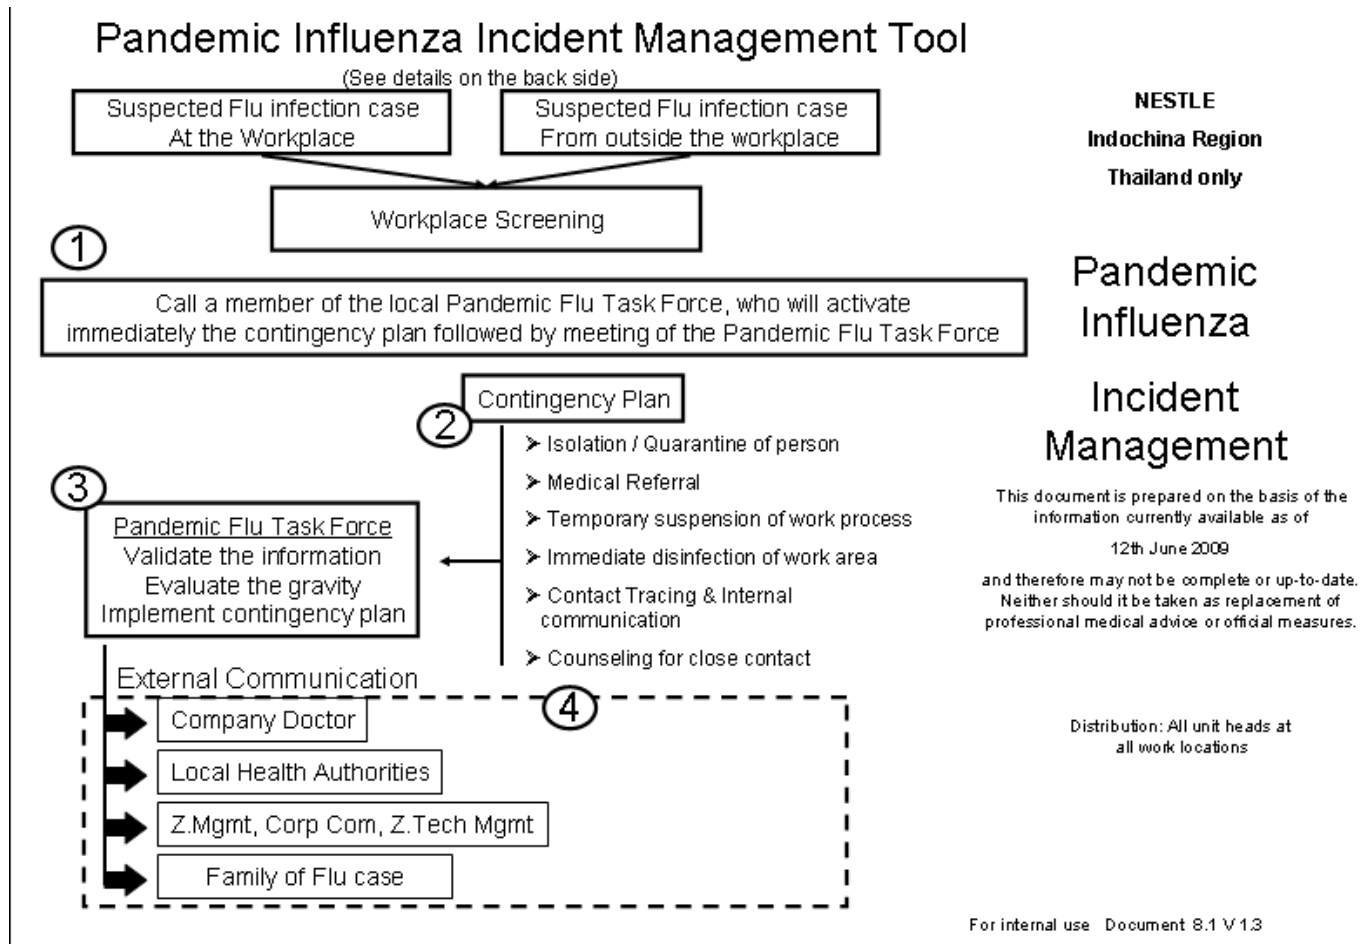 Pandemic Influenza Incident Management Tool
(See details on the back side)
Suspected Flu infection case
At the Workplace
Suspected Flu infection case
From outside the workplace
Workplace Screening
1
Call a member of the local Pandemic Flu Task Force, who will activate
immediately the contingency plan followed by meeting of the Pandemic Flu Task Force
2
Contingency Plan
➢ Isolation / Quarantine of person
➢ Medical Referral
➢ Temporary suspension of work process
➢ Immediate disinfection of work area
➢ Contact Tracing & Internal
communication
➢ Counseling for close contact
3
Pandemic Flu Task Force
Validate the information
Evaluate the gravity
Implement contingency plan
External Communication
4
Company Doctor
Local Health Authorities
Z.Mgmt, Corp Com, Z.Tech Mgmt
Family of Flu case
NESTLE
Indochina Region
Thailand only
Pandemic
Influenza
Incident
Management
This document is prepared on the basis of the
information currently available as of
12th June 2009
and therefore may not be complete or up-to-date.
Neither should it be taken as replacement of
professional medical advice or official measures.
Distribution: All unit heads at
all work locations
For internal use Document 8.1 V 1.3